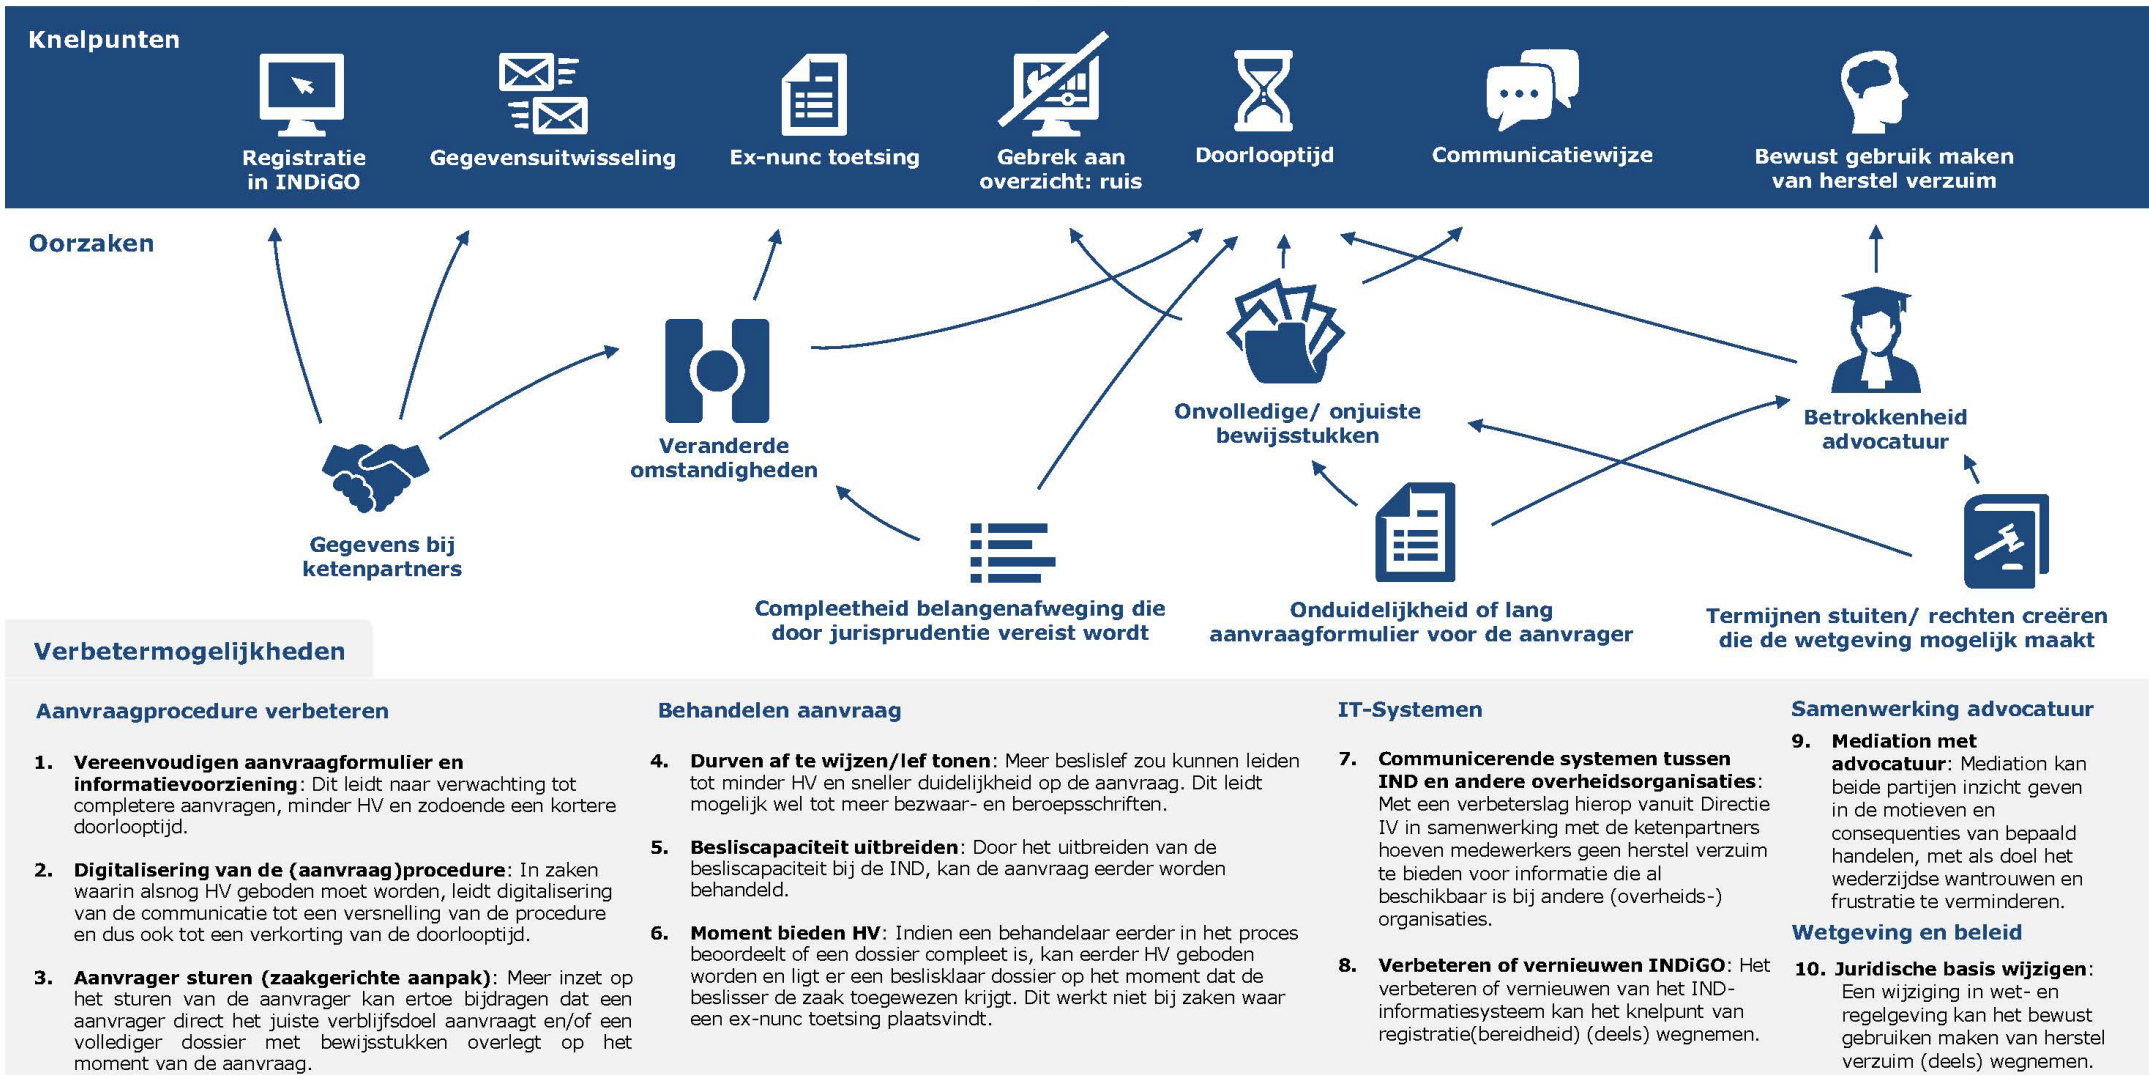 Knelpunten
Registratie
in INDiGO
Gegevensuitwisseling
Ex-nunc toetsing
Gebrek aan
overzicht: ruis
Doorlooptijd
Communicatiewijze
Bewust gebruik maken
van herstel verzuim
Oorzaken
Gegevens bij
ketenpartners
Veranderde
omstandigheden
Compleetheid belangenafweging die
door jurisprudentie vereist wordt
Onvolledige/ onjuiste
bewijsstukken
Onduidelijkheid of lang
aanvraagformulier voor de aanvrager
Betrokkenheid
advocatuur
Termijnen stuiten/ rechten creëren
die de wetgeving mogelijk maakt
Verbetermogelijkheden
Aanvraagprocedure verbeteren
1. Vereenvoudigen aanvraagformulier en
informatievoorziening: Dit leidt naar verwachting tot
completere aanvragen, minder HV en zodoende een kortere
doorlooptijd.
2. Digitalisering van de (aanvraag)procedure: In zaken
waarin alsnog HV geboden moet worden, leidt digitalisering
van de communicatie tot een versnelling van de procedure
en dus ook tot een verkorting van de doorlooptijd.
3. Aanvrager sturen (zaakgerichte aanpak): Meer inzet op
het sturen van de aanvrager kan ertoe bijdragen dat een
aanvrager direct het juiste verblijfsdoel aanvraagt en/of een
vollediger dossier met bewijsstukken overlegt op het
moment van de aanvraag.
Behandelen aanvraag
4. Durven af te wijzen/lef tonen: Meer beslislef zou kunnen leiden
tot minder HV en sneller duidelijkheid op de aanvraag. Dit leidt
mogelijk wel tot meer bezwaar- en beroepsschriften.
5. Besliscapaciteit uitbreiden: Door het uitbreiden van de
besliscapaciteit bij de IND, kan de aanvraag eerder worden
behandeld.
6. Moment bieden HV: Indien een behandelaar eerder in het proces
beoordeelt of een dossier compleet is, kan eerder HV geboden
worden en ligt er een beslisklaar dossier op het moment dat de
beslisser de zaak toegewezen krijgt. Dit werkt niet bij zaken waar
een ex-nunc toetsing plaatsvindt.
IT-Systemen
7. Communicerende systemen tussen
IND en andere overheidsorganisaties:
Met een verbeterslag hierop vanuit Directie
IV in samenwerking met de ketenpartners
hoeven medewerkers geen herstel verzuim
te bieden voor informatie die al
beschikbaar is bij andere (overheids-)
organisaties.
8. Verbeteren of vernieuwen INDiGO: Het
verbeteren of vernieuwen van het IND-
informatiesysteem kan het knelpunt van
registratie(bereidheid) (deels) wegnemen.
Samenwerking advocatuur
9. Mediation met
advocatuur: Mediation kan
beide partijen inzicht geven
in de motieven en
consequenties van bepaald
handelen, met als doel het
wederzijdse wantrouwen en
frustratie te verminderen.
Wetgeving en beleid
10. Juridische basis wijzigen:
Een wijziging in wet- en
regelgeving kan het bewust
gebruiken maken van herstel
verzuim (deels) wegnemen.